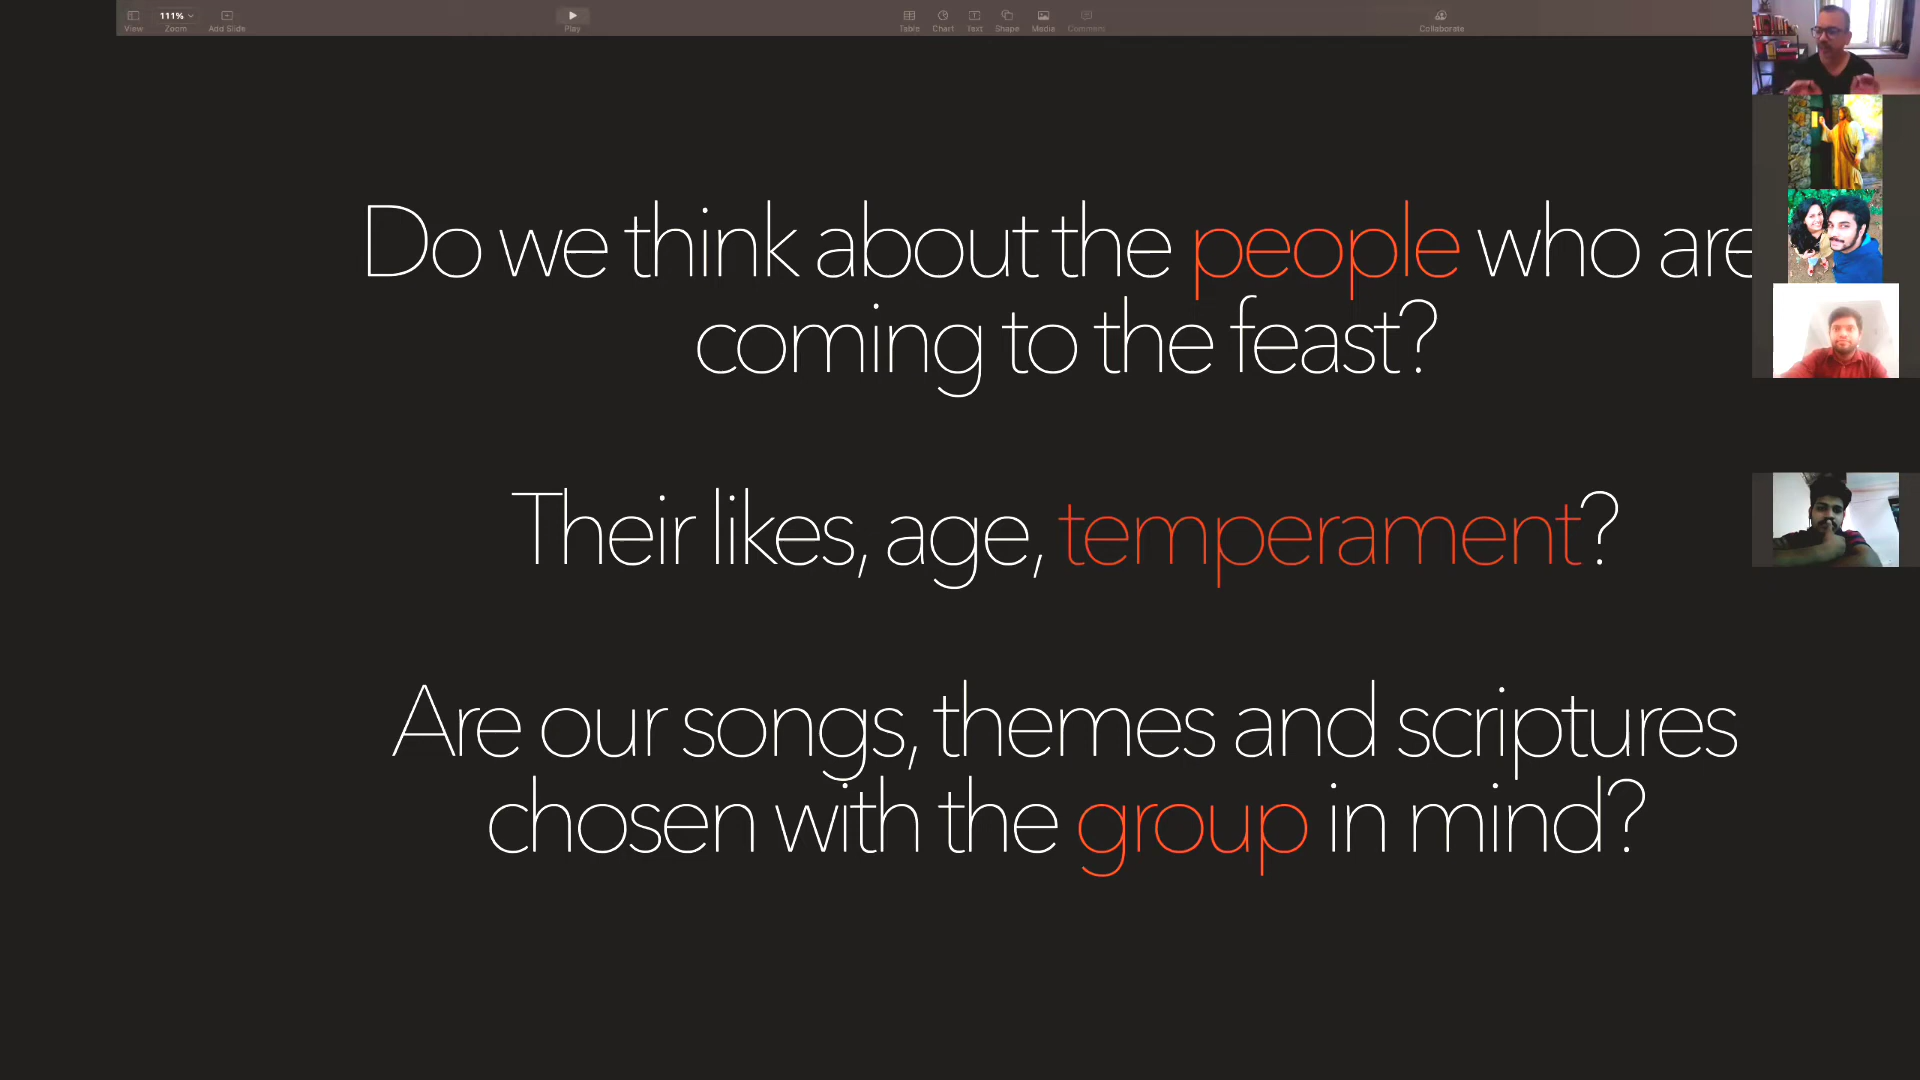 111%
View
Zoom
Add Slide
Play
Table
Chart
Text
Shape
Media
Comment
Collaborate
Do we think about the people who are
coming to the feast?
Their likes, age, temperament?
Are our songs, themes and scriptures
chosen with the group in mind?